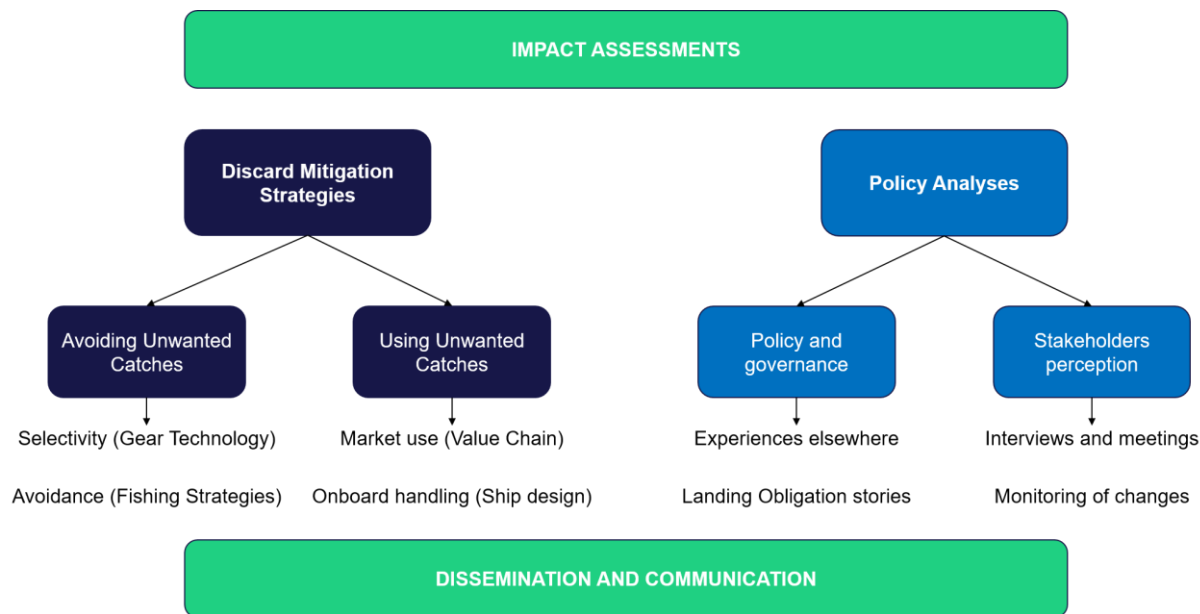 IMPACT ASSESSMENTS
Discard Mitigation
Strategies
Policy Analyses
Avoiding Unwanted
Catches
Using Unwanted
Catches
Policy and
governance
Stakeholders
perception
Selectivity (Gear Technology)
Market use (Value Chain)
Experiences elsewhere
Interviews and meetings
Avoidance (Fishing Strategies)
Onboard handling (Ship design)
Landing Obligation stories
Monitoring of changes
DISSEMINATION AND COMMUNICATION